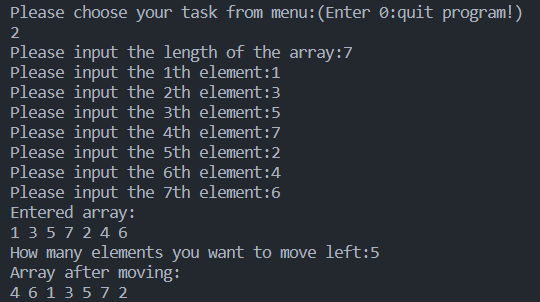 Please choose your task from menu:(Enter 0:quit program!)
2
Please input the length of the array:7
Please input the 1th element:1
Please input the 2th element:3
Please input the 3th element:5
Please input the 4th element:7
Please input the 5th element:2
Please input the 6th element:4
Please input the 7th element:6
Entered array:
1 3 5 7 2 4 6
How many elements you want to move left:5
Array after moving:
4 6 1 3 5 7 2